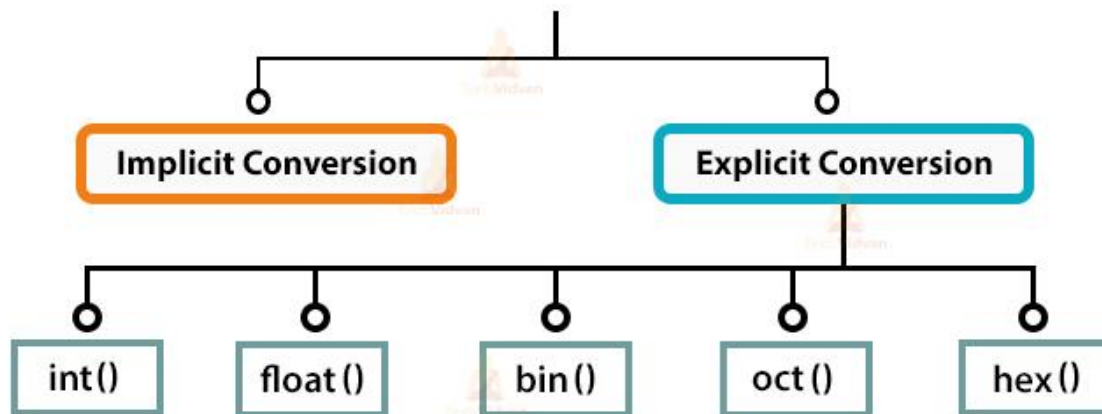 Implicit Conversion
Explicit Conversion
int()
float()
bin()
oct()
hex()